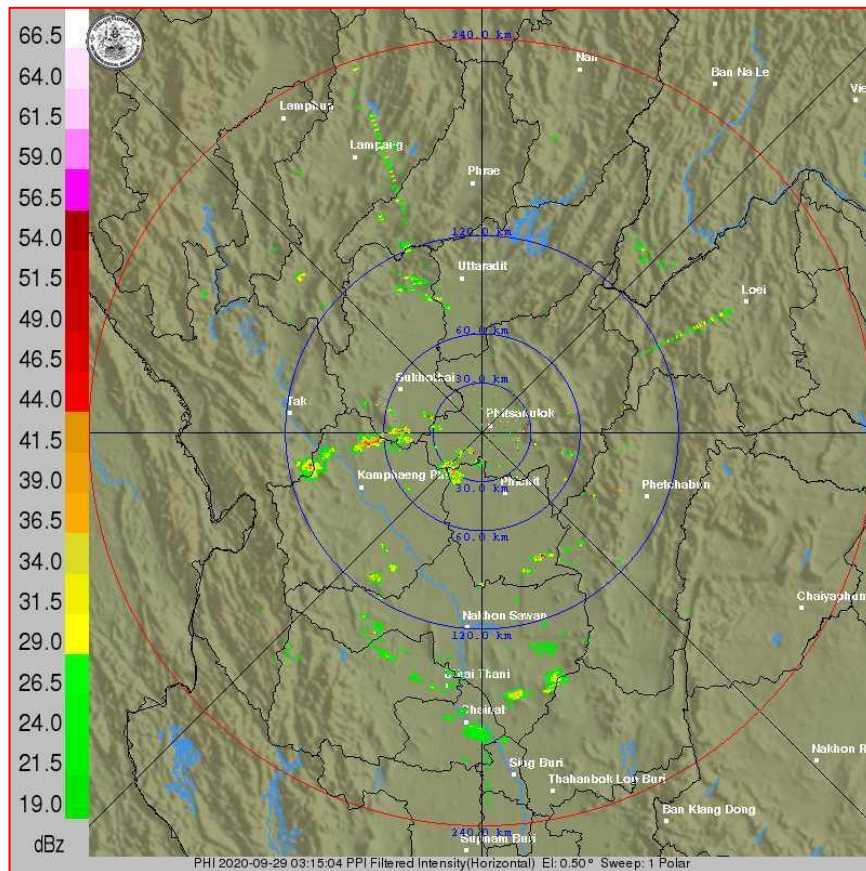 66.5
64.0
61.5
59.0
56.5
54.0
51.5
49.0
46.5
44.0
41.5
39.0
36.5
34.0
31.5
29.0
26.5
24.0
21.5
19.0
dBz
240.0 km
Nan
Ban Na Le
Vie
Lamphun
Lampang
Phrae
120.0 km
Uttaradit
Loei
60.0 km
Sukhothai
30.0 km
Tak
Phitsanulok
Kamphaeng Ph
30.0 km
Phichit
Phetchabun
60.0 km
Chaiyaphum
Nakhon Sawan
120.0 km
Uthai Thani
Chainat
Nakhon R
Sing Buri
Thahanbok Lop Buri
Ban Klang Dong
240.0 km
Suphan Buri
PHI 2020-09-29 03:15:04 PPI Filtered Intensity(Horizontal) El: 0.50° Sweep: 1 Polar